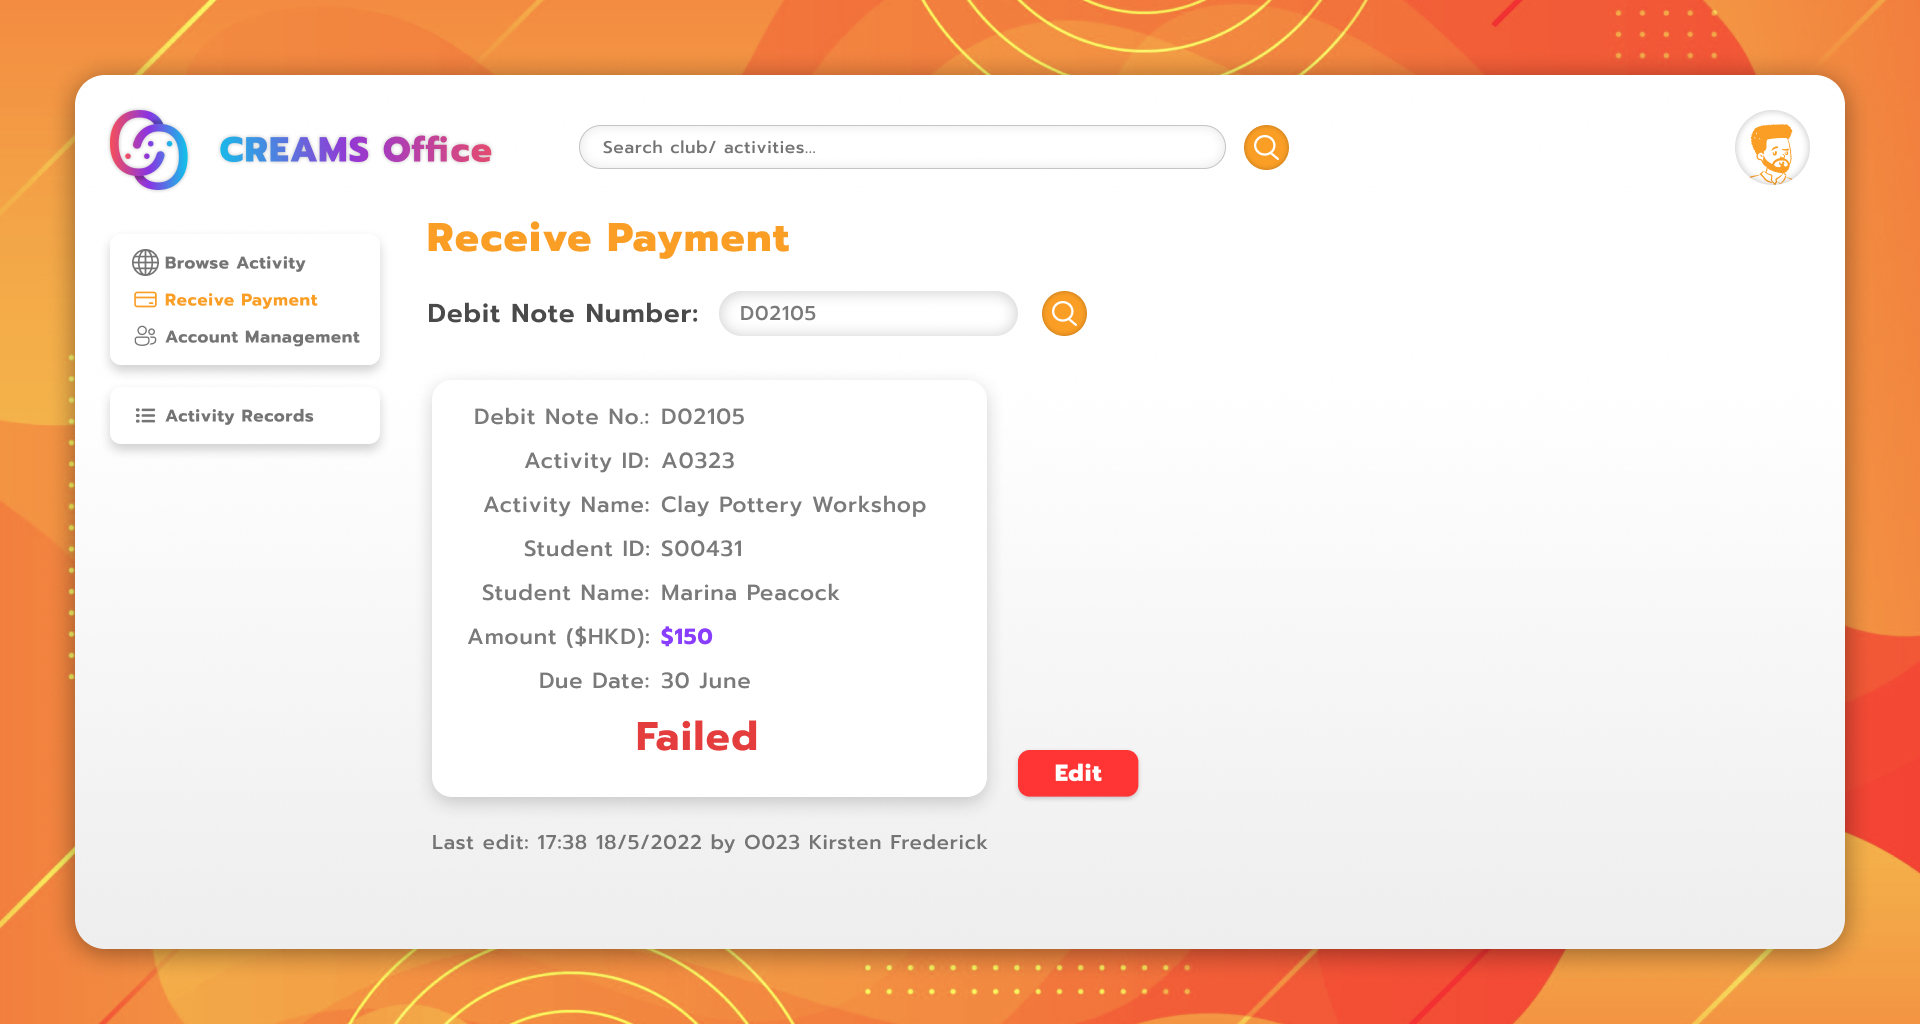 CREAMS Office
Search club/ activities...
Browse Activity
Receive Payment
Account Management
Activity Records
Receive Payment
Debit Note Number: D02105
Debit Note No.: D02105
Activity ID: A0323
Activity Name: Clay Pottery Workshop
Student ID: S00431
Student Name: Marina Peacock
Amount ($HKD): $150
Due Date: 30 June
Failed
Edit
Last edit: 17:38 18/5/2022 by O023 Kirsten Frederick